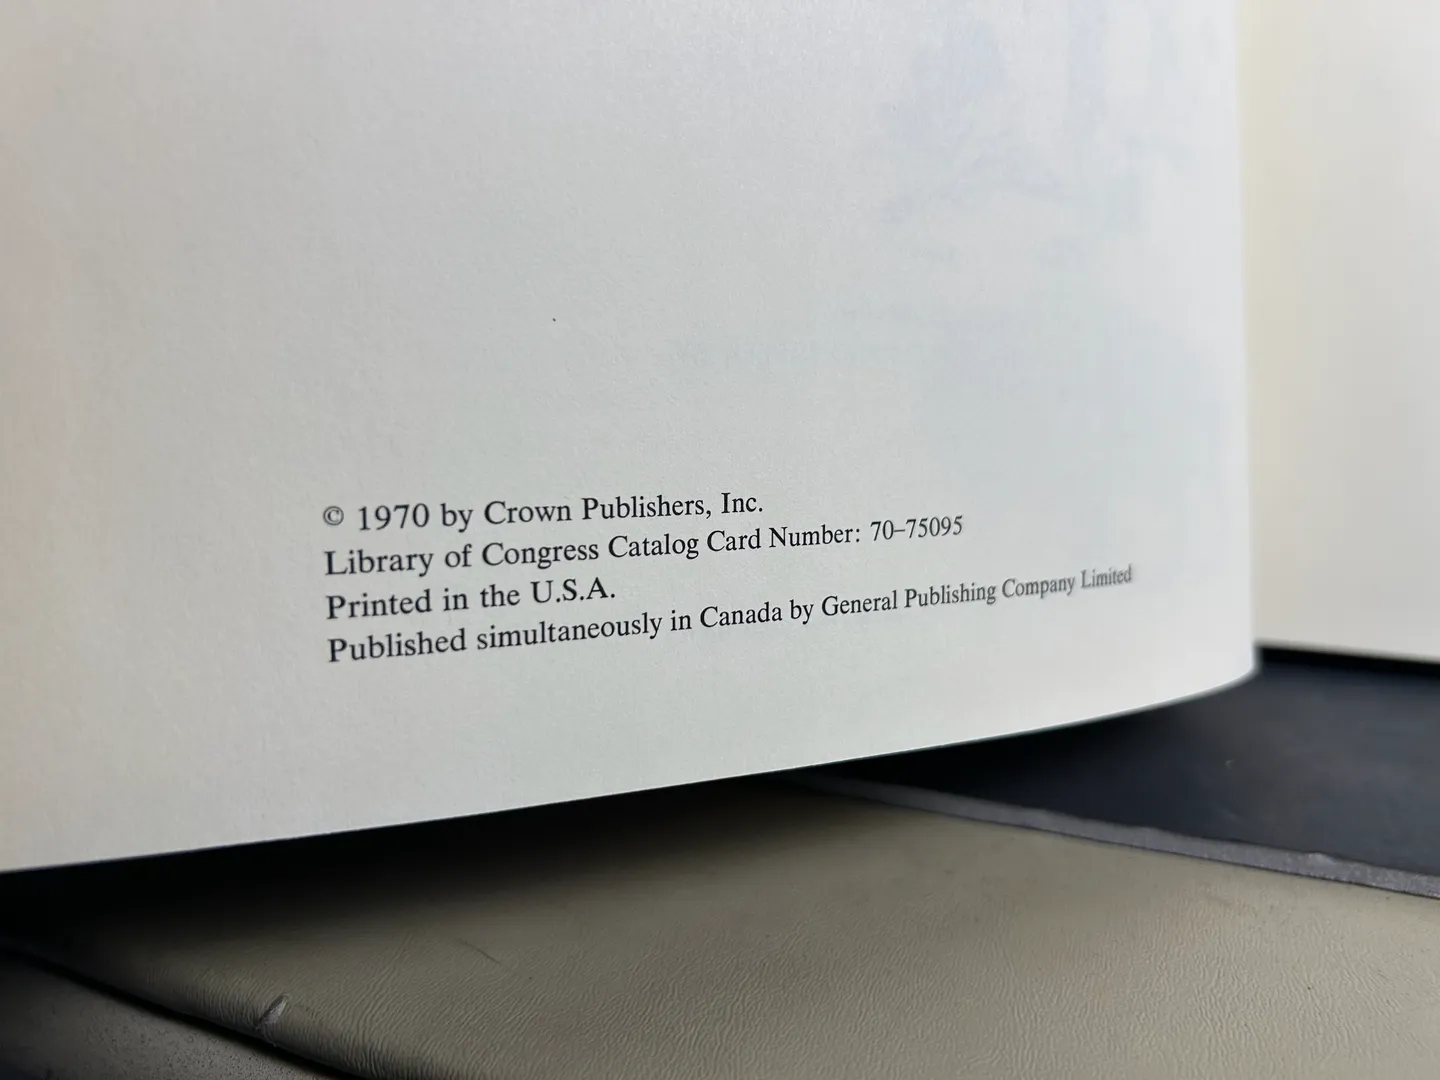 © 1970 by Crown Publishers, Inc.
Library of Congress Catalog Card Number: 70–75095
Printed in the U.S.A.
Published simultaneously in Canada by General Publishing Company Limited